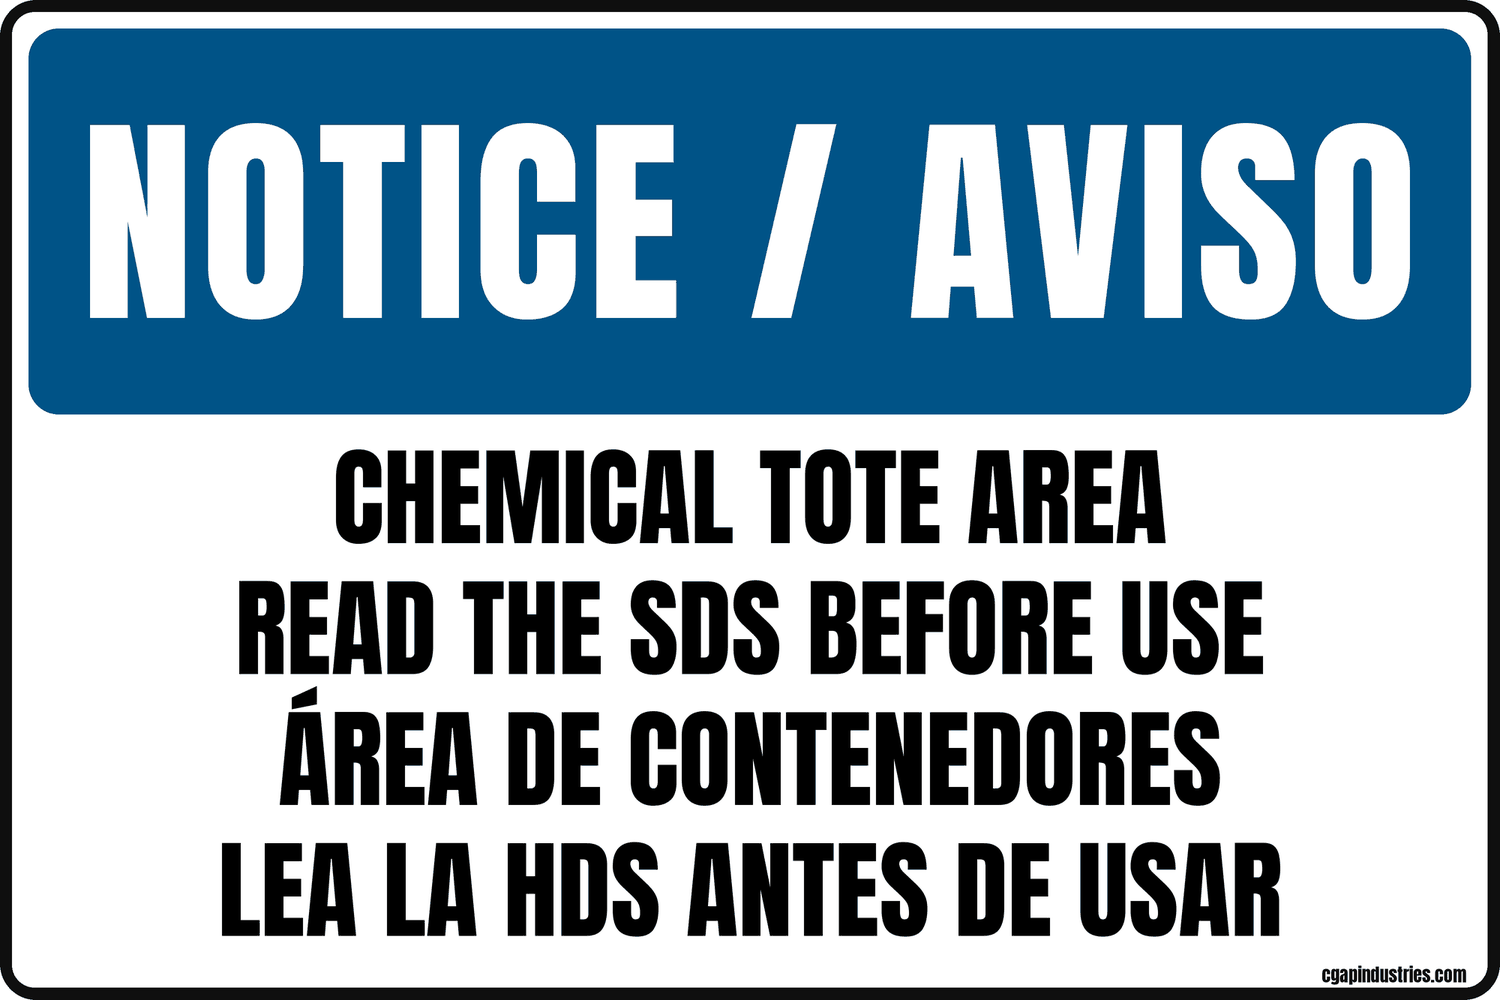 NOTICE / AVISO
CHEMICAL TOTE AREA
READ THE SDS BEFORE USE
ÁREA DE CONTENEDORES
LEA LA HDS ANTES DE USAR
cgapindustries.com